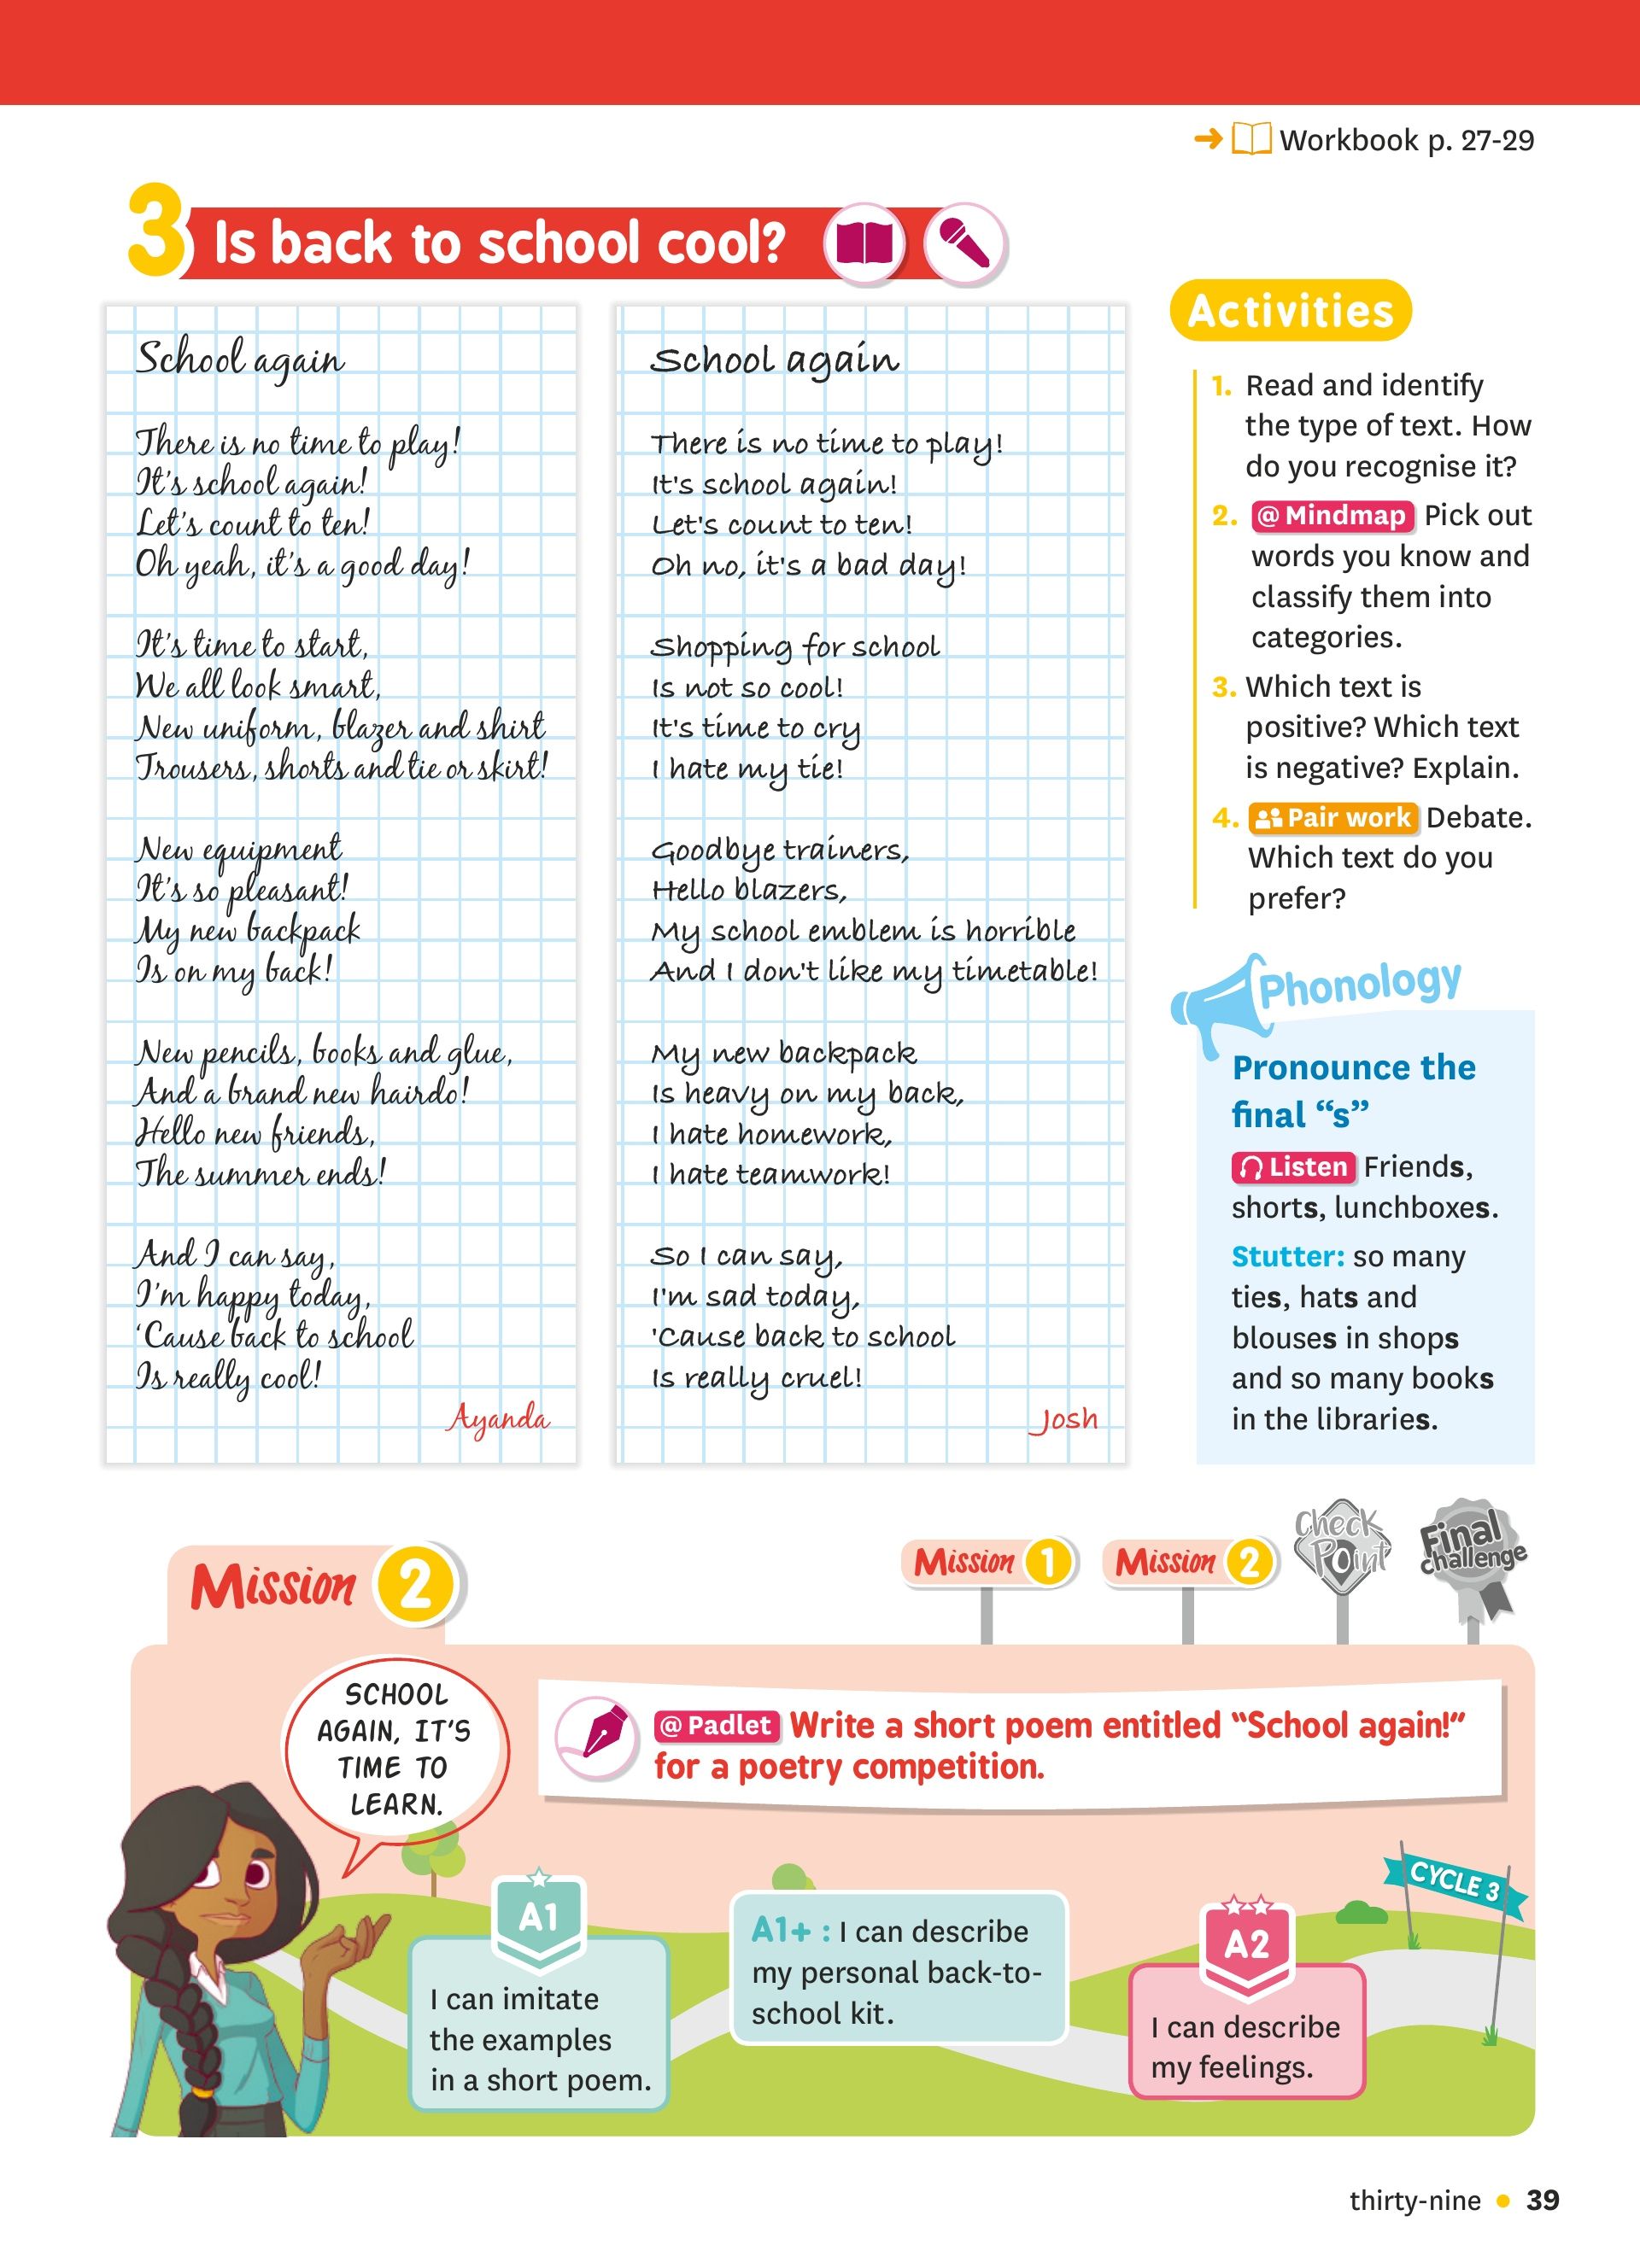 Workbook p. 27-29
3 Is back to school cool?
School again
There is no time to play!
It's school again!
Let's count to ten!
Oh yeah, it's a good day!
It's time to start,
We all look smart,
New uniform, blazer and shirt
Trousers, shorts and tie or skirt!
New equipment
It's so pleasant!
My new backpack
Is on my back!
New pencils, books and glue,
And a brand new hairdo!
Hello new friends,
The summer ends!
And I can say,
I'm happy today,
‘Cause back to school
Is really cool!
Ayanda
School again
There is no time to play!
It's school again!
Let's count to ten!
Oh no, it's a bad day!
Shopping for school
Is not so cool!
It's time to cry
I hate my tie!
Goodbye trainers,
Hello blazers,
My school emblem is horrible
And I don't like my timetable!
My new backpack
Is heavy on my back,
I hate homework,
I hate teamwork!
So I can say,
I'm sad today,
'Cause back to school
Is really cruel!
Josh
Activities
1. Read and identify
the type of text. How
do you recognise it?
2. @ Mindmap Pick out
words you know and
classify them into
categories.
3. Which text is
positive? Which text
is negative? Explain.
4. Pair work Debate.
Which text do you
prefer?
Phonology
Pronounce the
final “s”
Listen Friends,
shorts, lunchboxes.
Stutter: so many
ties, hats and
blouses in shops
and so many books
in the libraries.
Mission 2
Mission 1
Mission 2
Check
Point
Final
challenge
SCHOOL
AGAIN, IT'S
TIME TO
LEARN.
@ Padlet Write a short poem entitled “School again!”
for a poetry competition.
A1
I can imitate
the examples
in a short poem.
A1+ : I can describe
my personal back-to-
school kit.
A2
I can describe
my feelings.
CYCLE 3
thirty-nine • 39